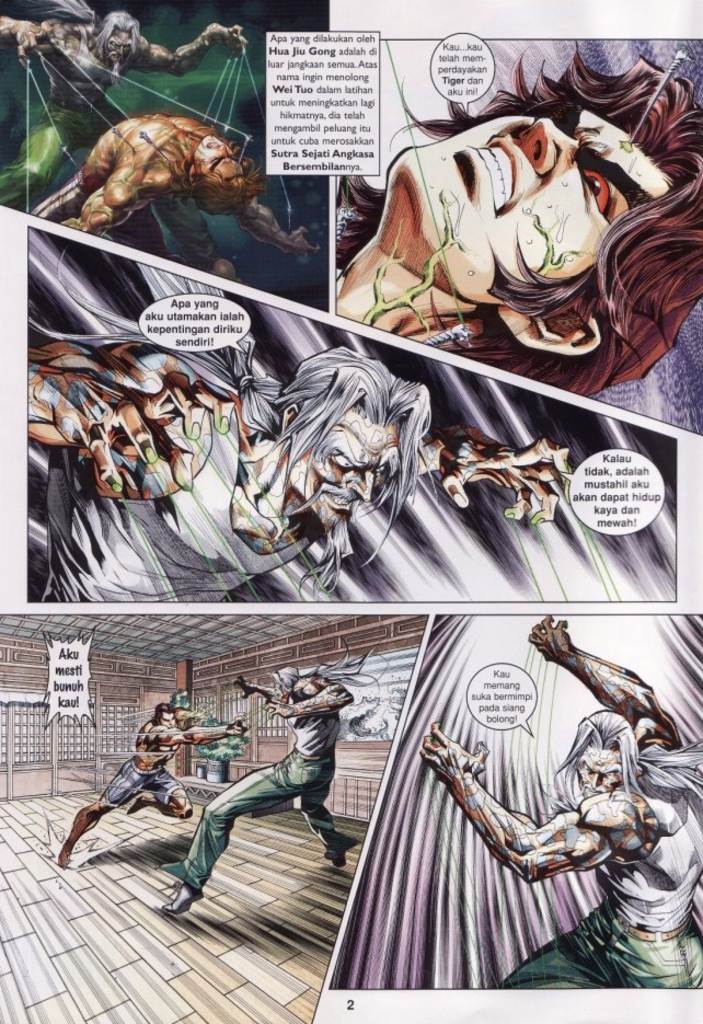 Apa yang dilakukan oleh
Hua Jiu Gong adalah di
luar jangkaan semua. Atas
nama ingin menolong
Wei Tuo dalam latihan
untuk meningkatkan lagi
hikmatnya, dia telah
mengambil peluang itu
untuk cuba merosakkan
Sutra Sejati Angkasa
Bersembilannya.
Kau...kau
telah mem-
perdayakan
Tiger dan
aku ini!
Apa yang
aku utamakan ialah
kepentingan diriku
sendiri!
Kalau
tidak, adalah
mustahil aku
akan dapat hidup
kaya dan
mewah!
Aku
mesti
bunuh
kau!
Kau
memang
suka bermimpi
pada siang
bolong!
2